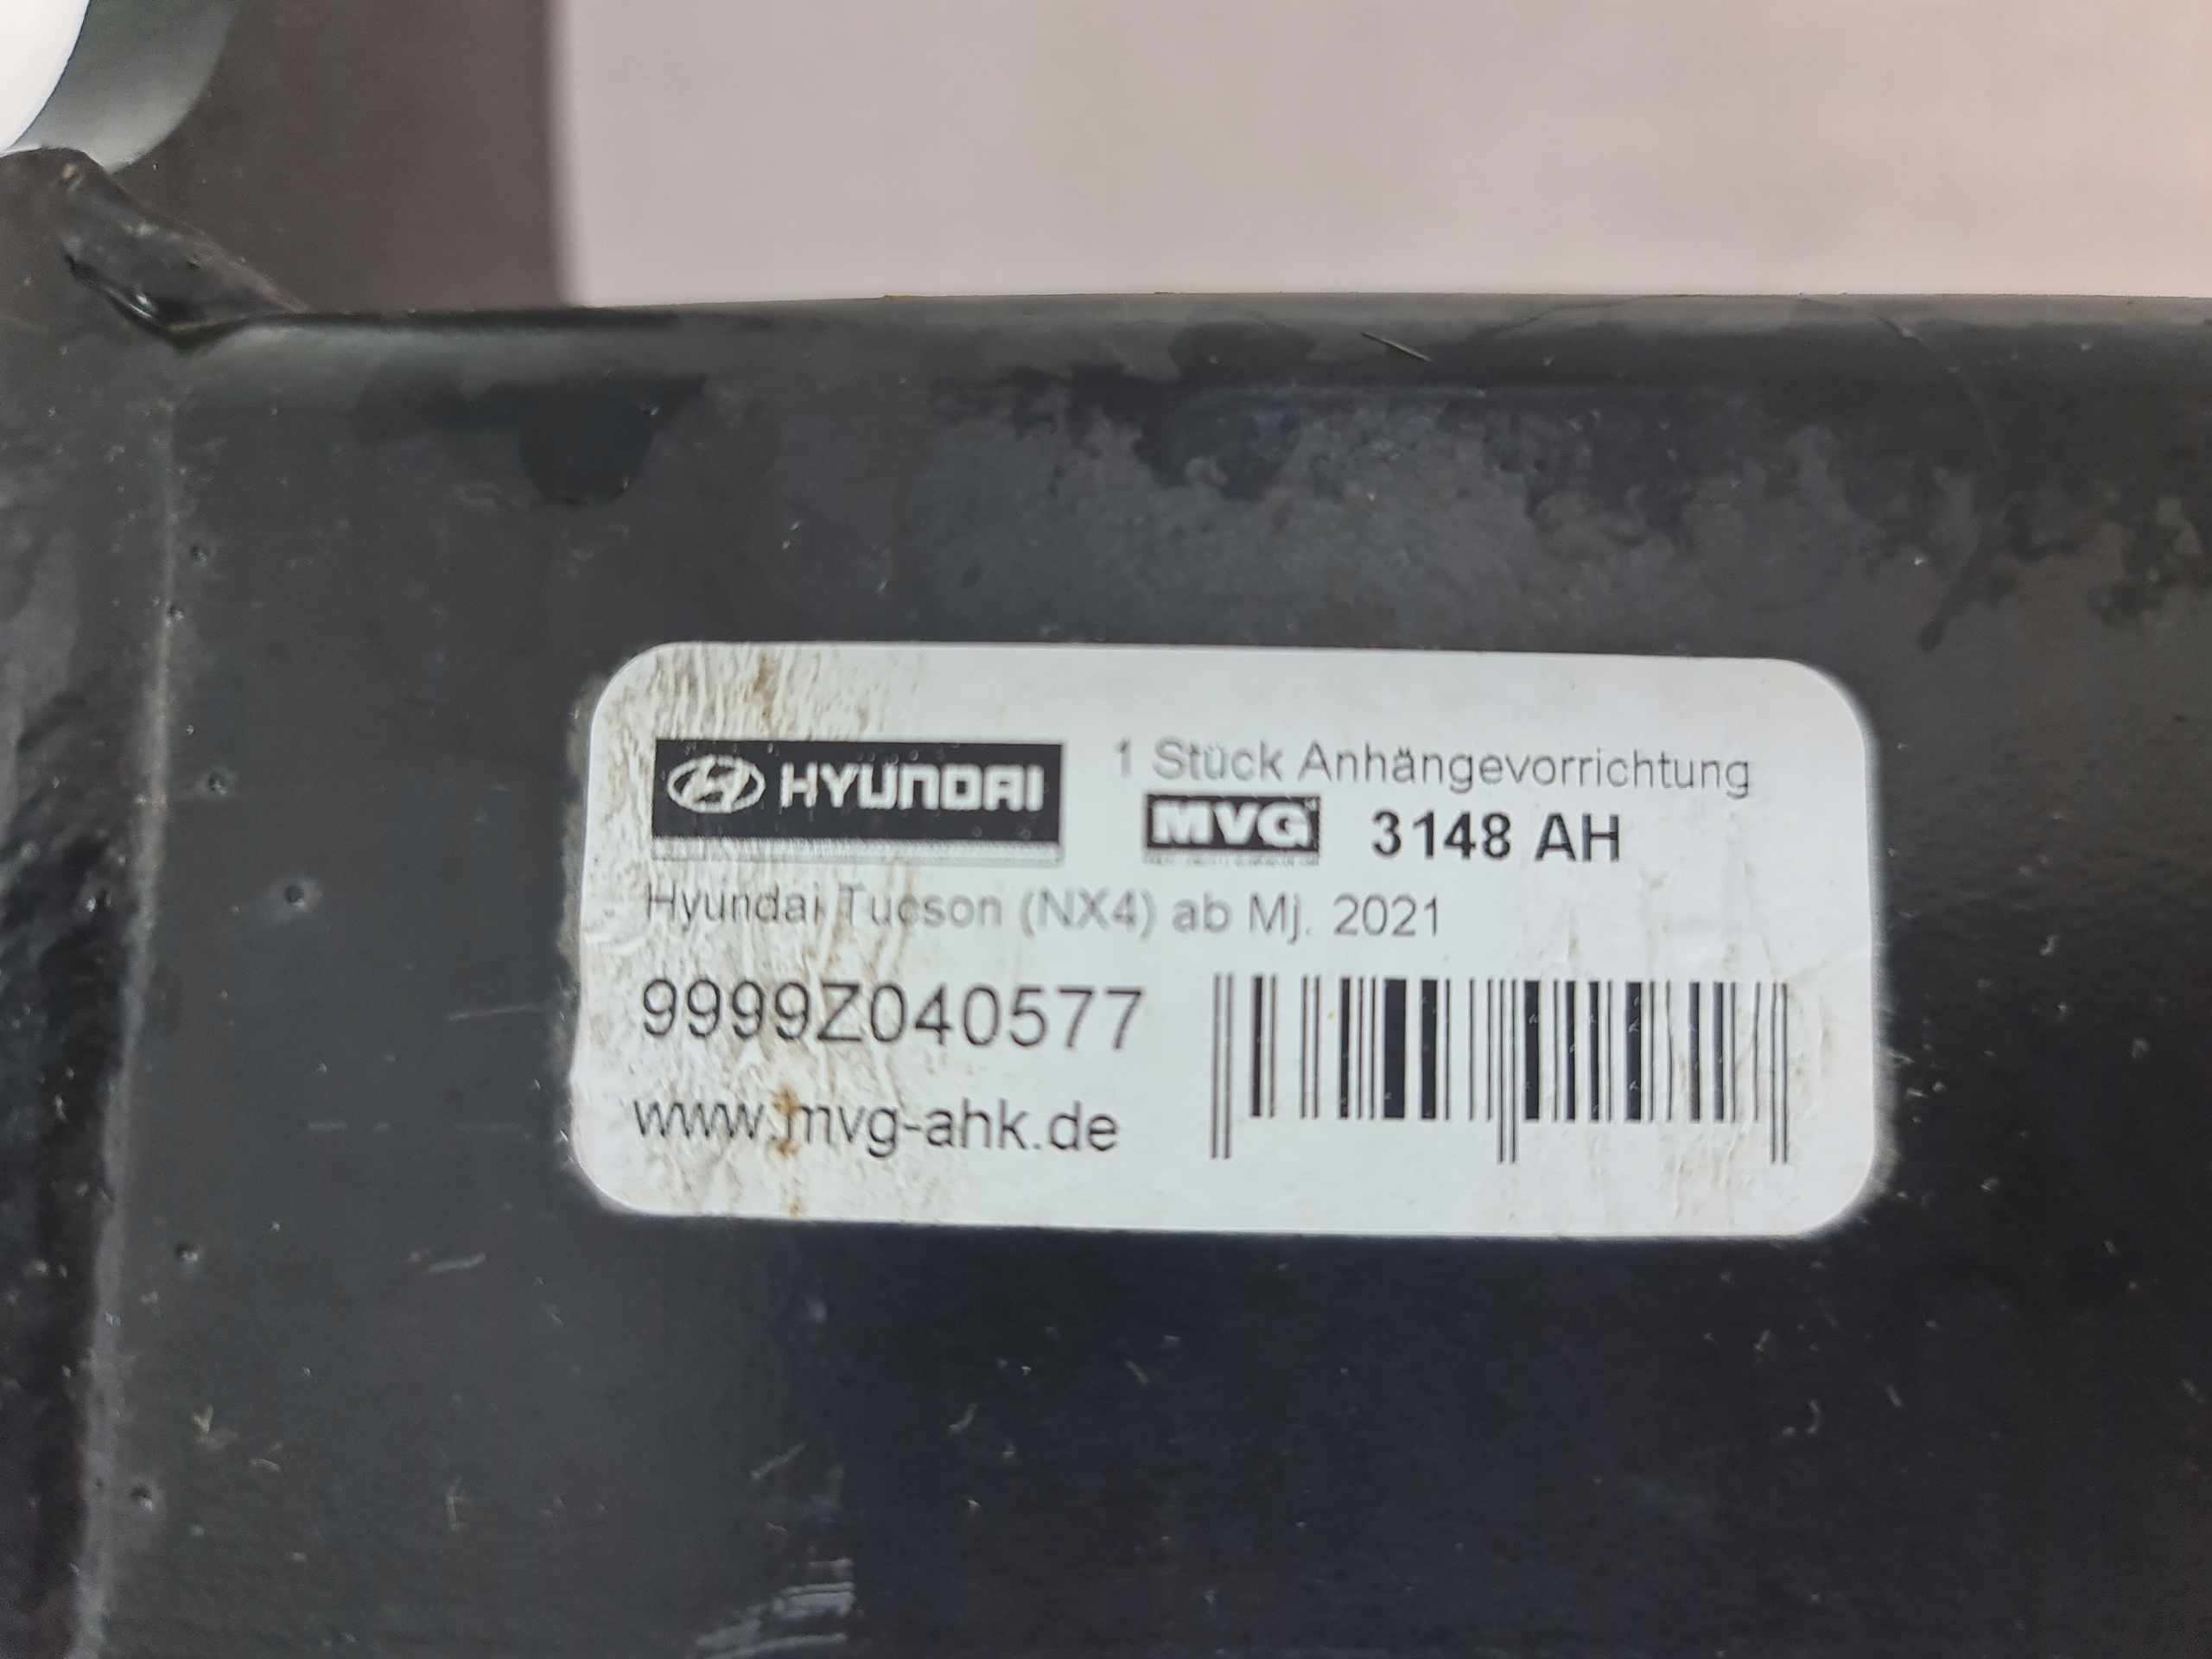 HYUNDAI
1 Stück Anhängevorrichtung
MVG 3148 AH
Hyundai Tucson (NX4) ab Mj. 2021
9999Z040577
www.mvg-ahk.de